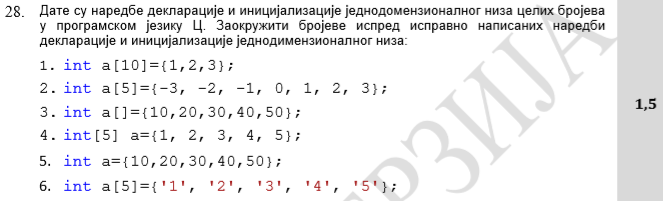 28. Дате су наредбе декларације и иницијализације једнодомензионалног низа целих бројева
у програмском језику Ц. Заокружити бројеве испред исправно написаних наредби
декларације и иницијализације једнодимензионалног низа:
1. int a[10]={1,2,3};
2. int a[5]={-3, -2, -1, 0, 1, 2, 3};
1,5
3. int a[]={10,20,30,40,50};
4. int[5] a={1, 2, 3, 4, 5};
5. int a={10,20,30,40,50};
6. int a[5]={'1', '2', '3', '4', '5'};